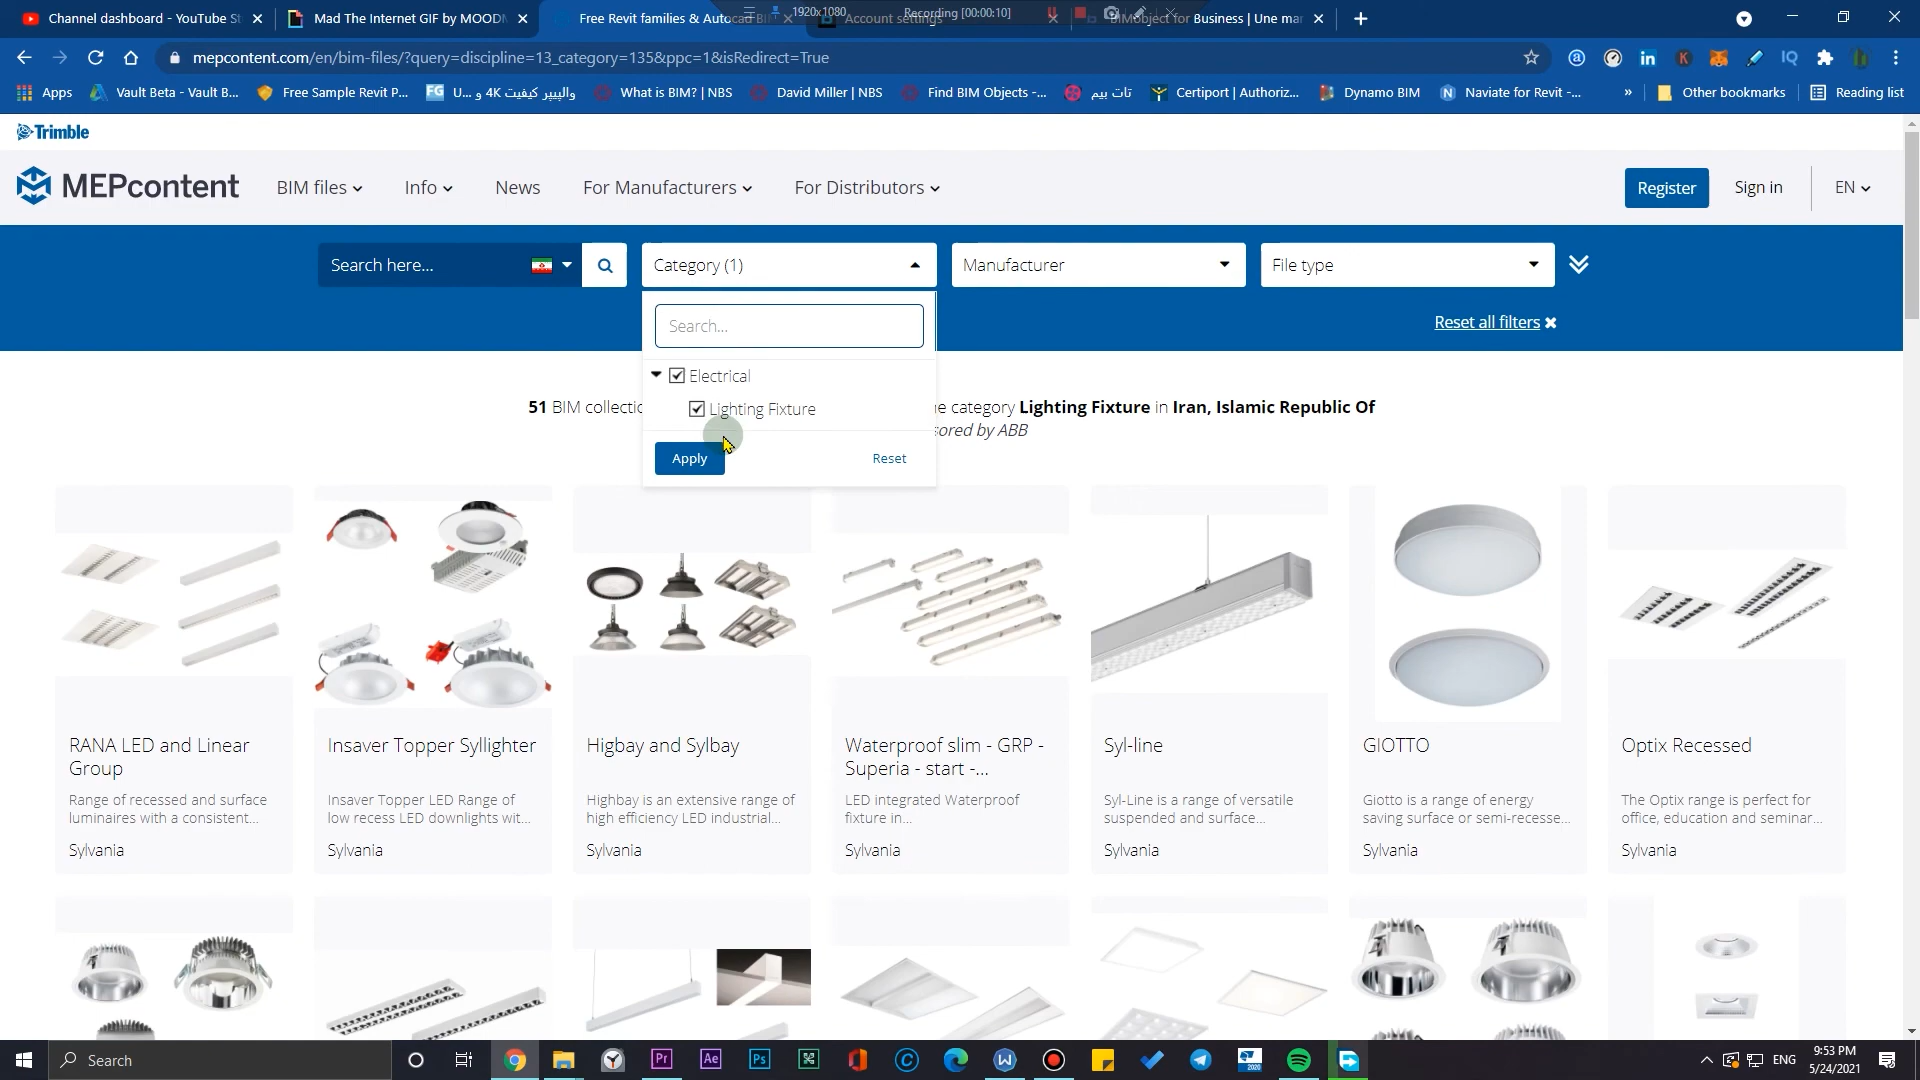 Channel dashboard - YouTube St
Mad The Internet GIF by MOODM
Free Revit families & Autocad BIM
1920x1080
Account settings
Recording [00:00:10]
BIMobject for Business | Une mar
mepcontent.com/en/bim-files/?query=discipline=13_category=135&ppc=1&isRedirect=True
Apps
Vault Beta - Vault B...
Free Sample Revit P...
والپیپر کیفیت 4K و U...
What is BIM? | NBS
David Miller | NBS
Find BIM Objects -...
تات بیم
Certiport | Authoriz...
Dynamo BIM
Naviate for Revit -...
»
Other bookmarks
Reading list
Trimble
MEPcontent
BIM files
Info
News
For Manufacturers
For Distributors
Register
Sign in
EN
Search here...
Category (1)
Manufacturer
File type
Search...
Reset all filters
Electrical
Lighting Fixture
Apply
Reset
51 BIM collectio
e category Lighting Fixture in Iran, Islamic Republic Of
sored by ABB
RANA LED and Linear
Group
Range of recessed and surface
luminaires with a consistent...
Sylvania
Insaver Topper Syllighter
Insaver Topper LED Range of
low recess LED downlights wit...
Sylvania
Higbay and Sylbay
Highbay is an extensive range of
high efficiency LED industrial...
Sylvania
Waterproof slim - GRP -
Superia - start -...
LED integrated Waterproof
fixture in...
Sylvania
Syl-line
Syl-Line is a range of versatile
suspended and surface...
Sylvania
GIOTTO
Giotto is a range of energy
saving surface or semi-recesse...
Sylvania
Optix Recessed
The Optix range is perfect for
office, education and seminar...
Sylvania
Search
ENG
9:53 PM
5/24/2021